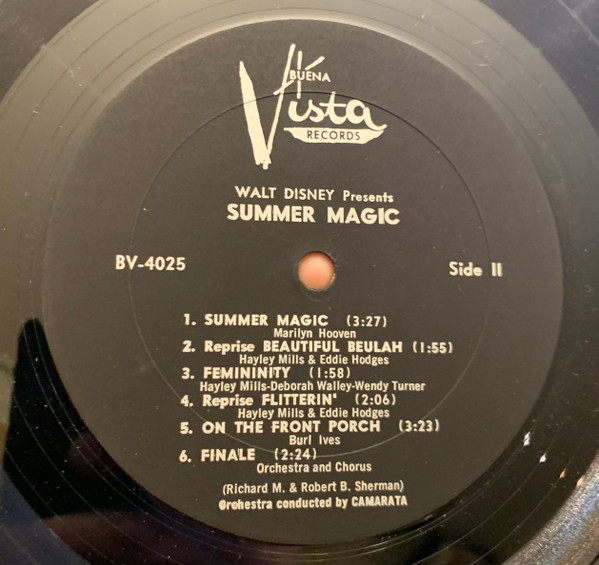 BUENA
Vista
RECORDS
WALT DISNEY Presents
SUMMER MAGIC
BV-4025
Side II
1. SUMMER MAGIC (3:27)
Marilyn Hooven
2. Reprise BEAUTIFUL BEULAH (1:55)
Hayley Mills & Eddie Hodges
3. FEMININITY (1:58)
Hayley Mills-Deborah Walley-Wendy Turner
4. Reprise FLITTERIN' (2:06)
Hayley Mills & Eddie Hodges
5. ON THE FRONT PORCH (3:23)
Burl Ives
6. FINALE (2:24)
Orchestra and Chorus
(Richard M. & Robert B. Sherman)
Orchestra conducted by CAMARATA